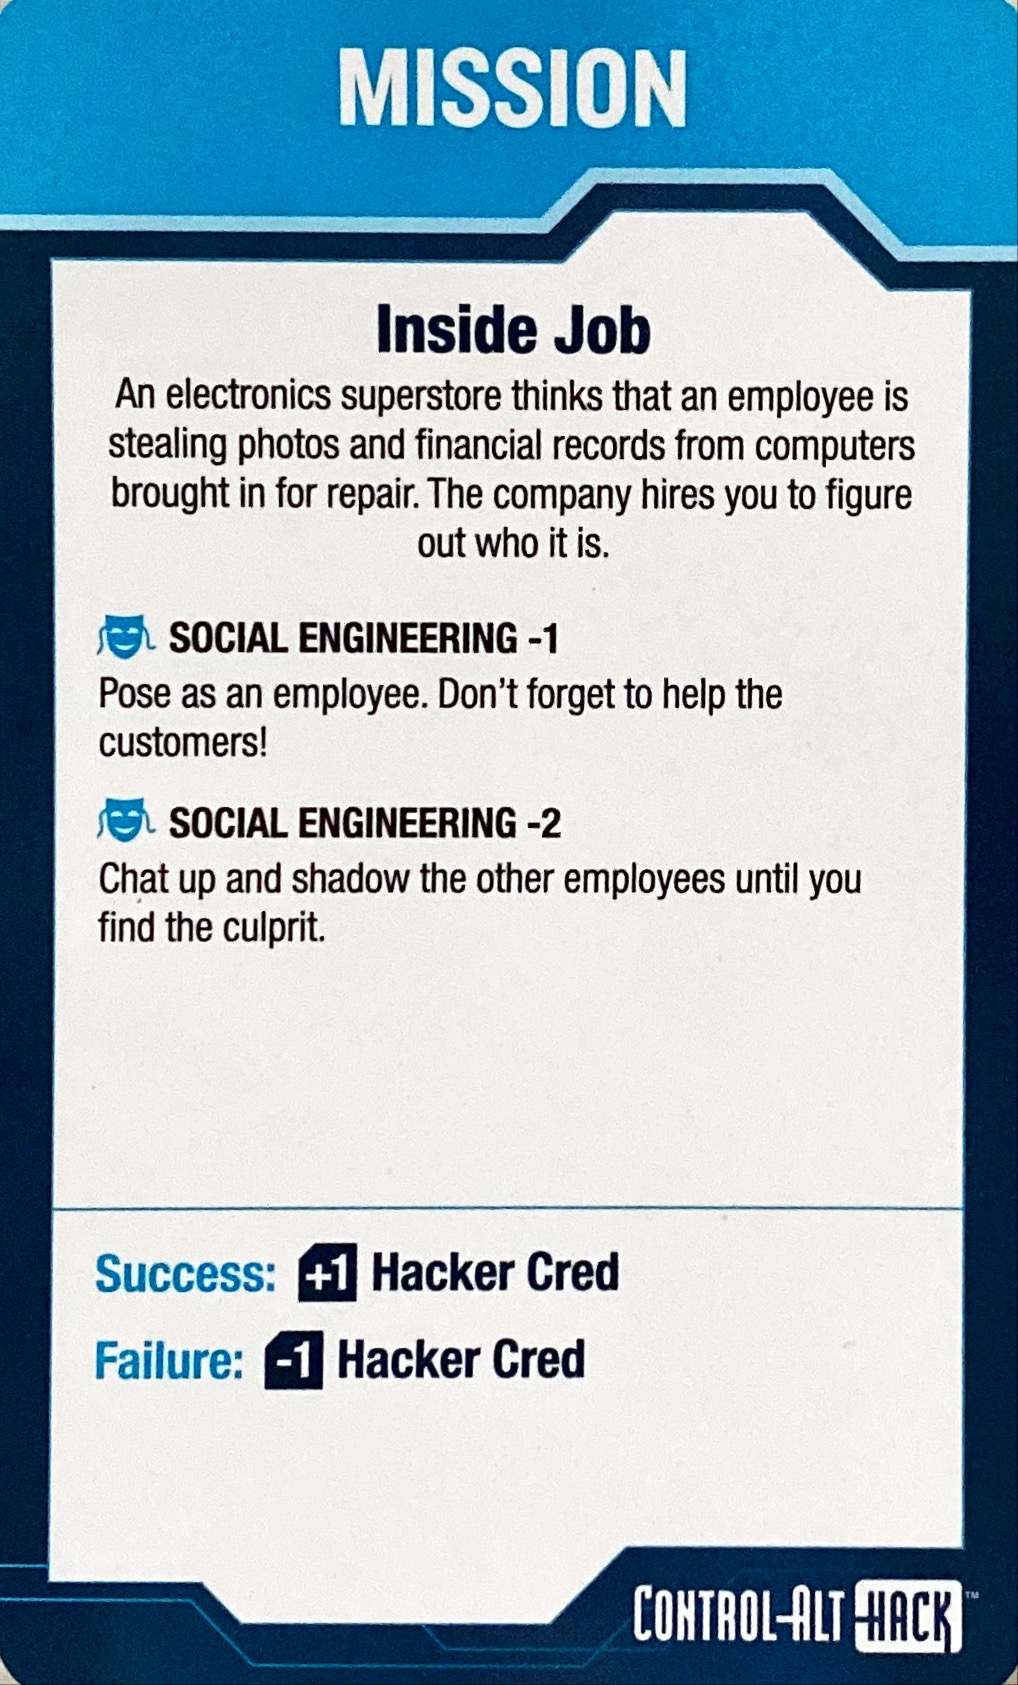 MISSION
Inside Job
An electronics superstore thinks that an employee is
stealing photos and financial records from computers
brought in for repair. The company hires you to figure
out who it is.
SOCIAL ENGINEERING -1
Pose as an employee. Don't forget to help the
customers!
SOCIAL ENGINEERING -2
Chat up and shadow the other employees until you
find the culprit.
Success: +1 Hacker Cred
Failure: -1 Hacker Cred
CONTROL-ALT-HACK™